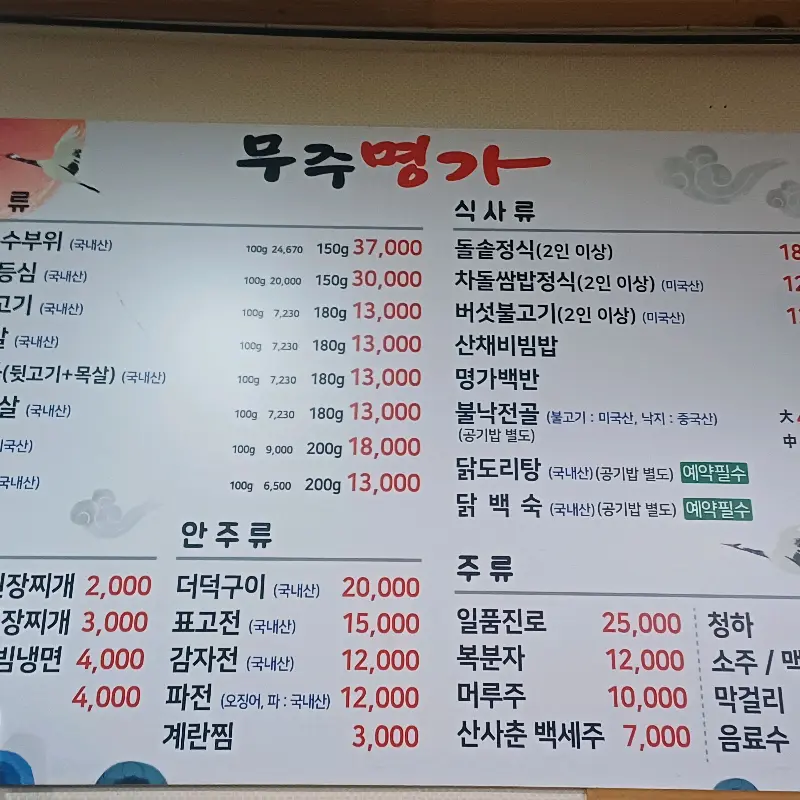 무주명가
류
수부위 (국내산) 100g 24,670 150g 37,000
등심 (국내산) 100g 20,000 150g 30,000
고기 (국내산) 100g 7,230 180g 13,000
살 (국내산) 100g 7,230 180g 13,000
(뒷고기+목살) (국내산) 100g 7,230 180g 13,000
살 (국내산) 100g 7,230 180g 13,000
국산) 100g 9,000 200g 18,000
국내산) 100g 6,500 200g 13,000
장찌개 2,000
장찌개 3,000
빔냉면 4,000
4,000
안주류
더덕구이 (국내산) 20,000
표고전 (국내산) 15,000
감자전 (국내산) 12,000
파전 (오징어, 파 : 국내산) 12,000
계란찜 3,000
식사류
돌솥정식(2인 이상) 18
차돌쌈밥정식(2인 이상) (미국산) 12
버섯불고기(2인 이상) (미국산) 1
산채비빔밥
명가백반
불낙전골 (불고기 : 미국산, 낙지 : 중국산) 大
(공기밥 별도) 中
닭도리탕 (국내산)(공기밥 별도) 예약필수
닭 백 숙 (국내산)(공기밥 별도) 예약필수
주류
일품진로 25,000
복분자 12,000
머루주 10,000
산사춘 백세주 7,000
청하
소주 / 맥
막걸리
음료수